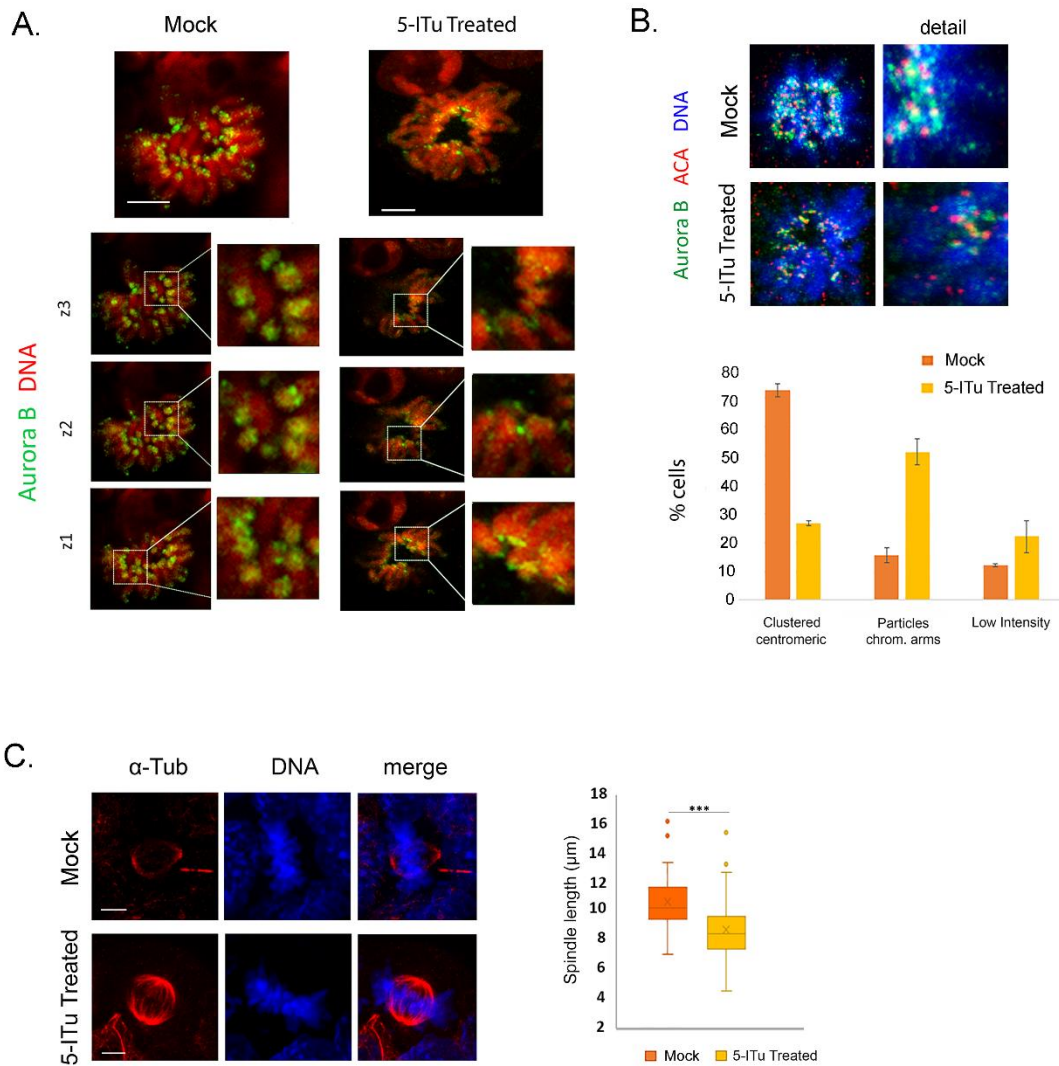 A.
Mock
5-ITu Treated
Aurora B DNA
z3
z2
z1
B.
detail
Aurora B ACA DNA
Mock
5-ITu Treated
Mock
5-ITu Treated
% cells
80
70
60
50
40
30
20
10
0
Clustered
centromeric
Particles
chrom. arms
Low Intensity
C.
α-Tub
DNA
merge
Mock
5-ITu Treated
Spindle length (µm)
18
16
14
12
10
8
6
4
2
***
Mock
5-ITu Treated